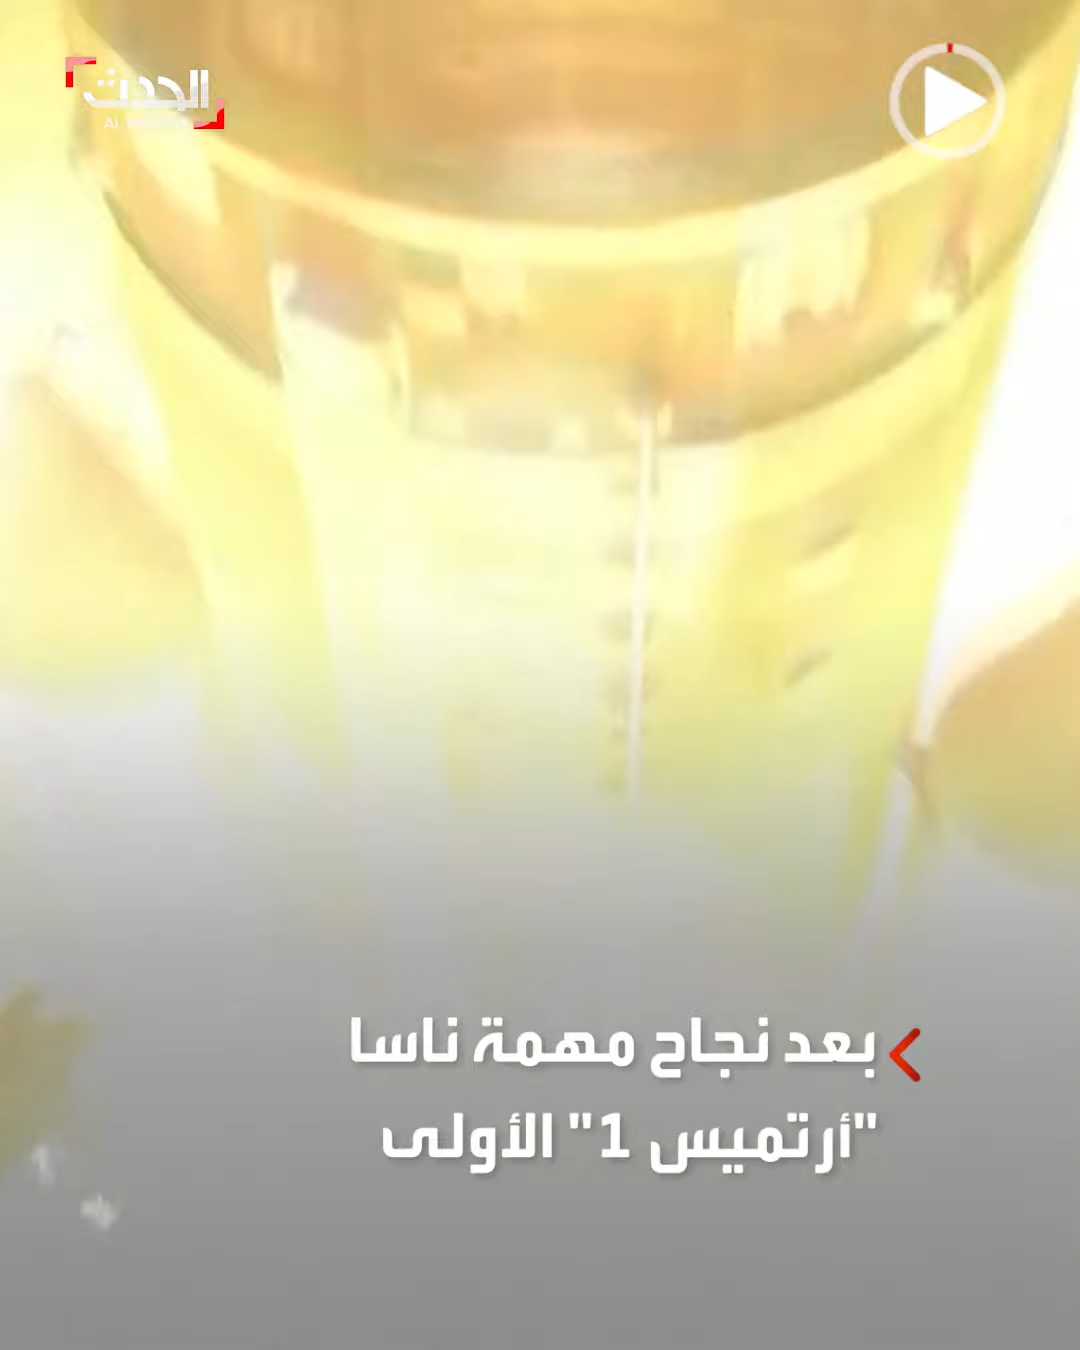 الحدث
بعد نجاح مهمة ناسا
"أرتميس 1" الأولى